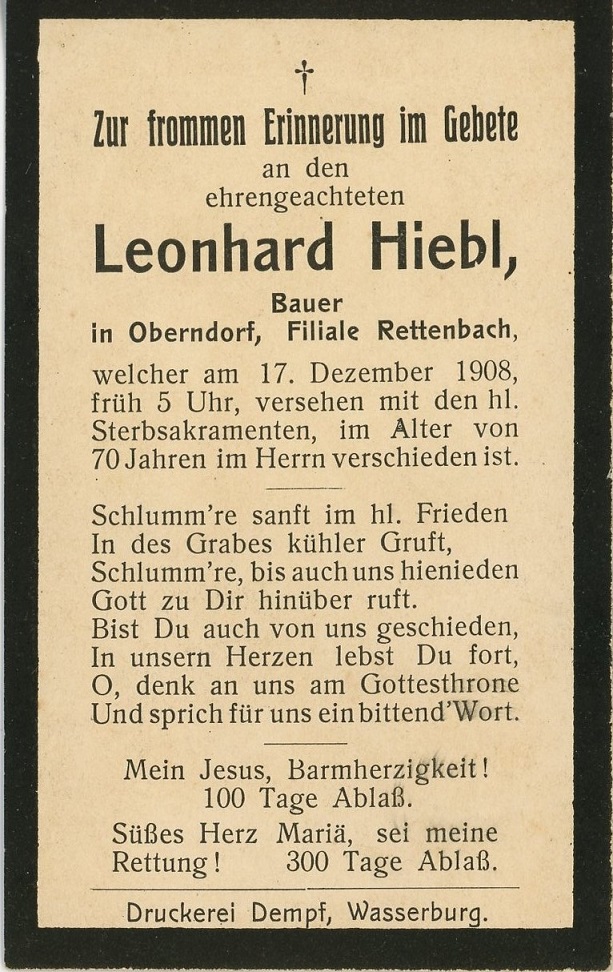 †
Zur frommen Erinnerung im Gebete
an den
ehrengeachteten
Leonhard Hiebl,
Bauer
in Oberndorf, Filiale Rettenbach,
welcher am 17. Dezember 1908,
früh 5 Uhr, versehen mit den hl.
Sterbsakramenten, im Alter von
70 Jahren im Herrn verschieden ist.
Schlumm're sanft im hl. Frieden
In des Grabes kühler Gruft,
Schlumm're, bis auch uns hienieden
Gott zu Dir hinüber ruft.
Bist Du auch von uns geschieden,
In unsern Herzen lebst Du fort,
O, denk an uns am Gottesthrone
Und sprich für uns ein bittend' Wort.
Mein Jesus, Barmherzigkeit!
100 Tage Ablaß.
Süßes Herz Mariä, sei meine
Rettung! 300 Tage Ablaß.
Druckerei Dempf, Wasserburg.